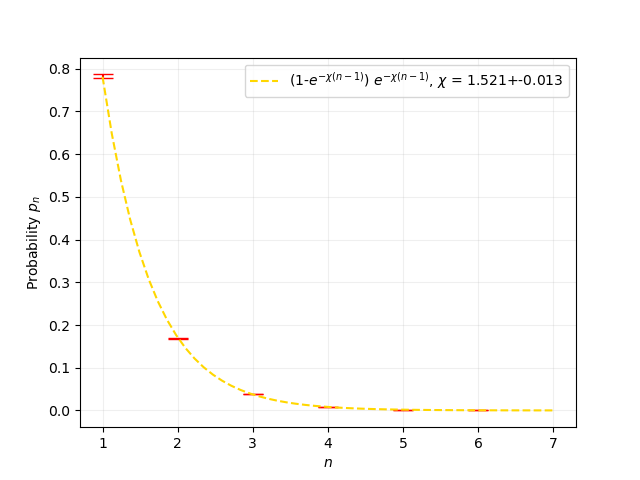 (1-e^{-χ(n-1)}) e^{-χ(n-1)}, χ = 1.521+-0.013
Probability p_n
0.8
0.7
0.6
0.5
0.4
0.3
0.2
0.1
0.0
1 2 3 4 5 6 7
n